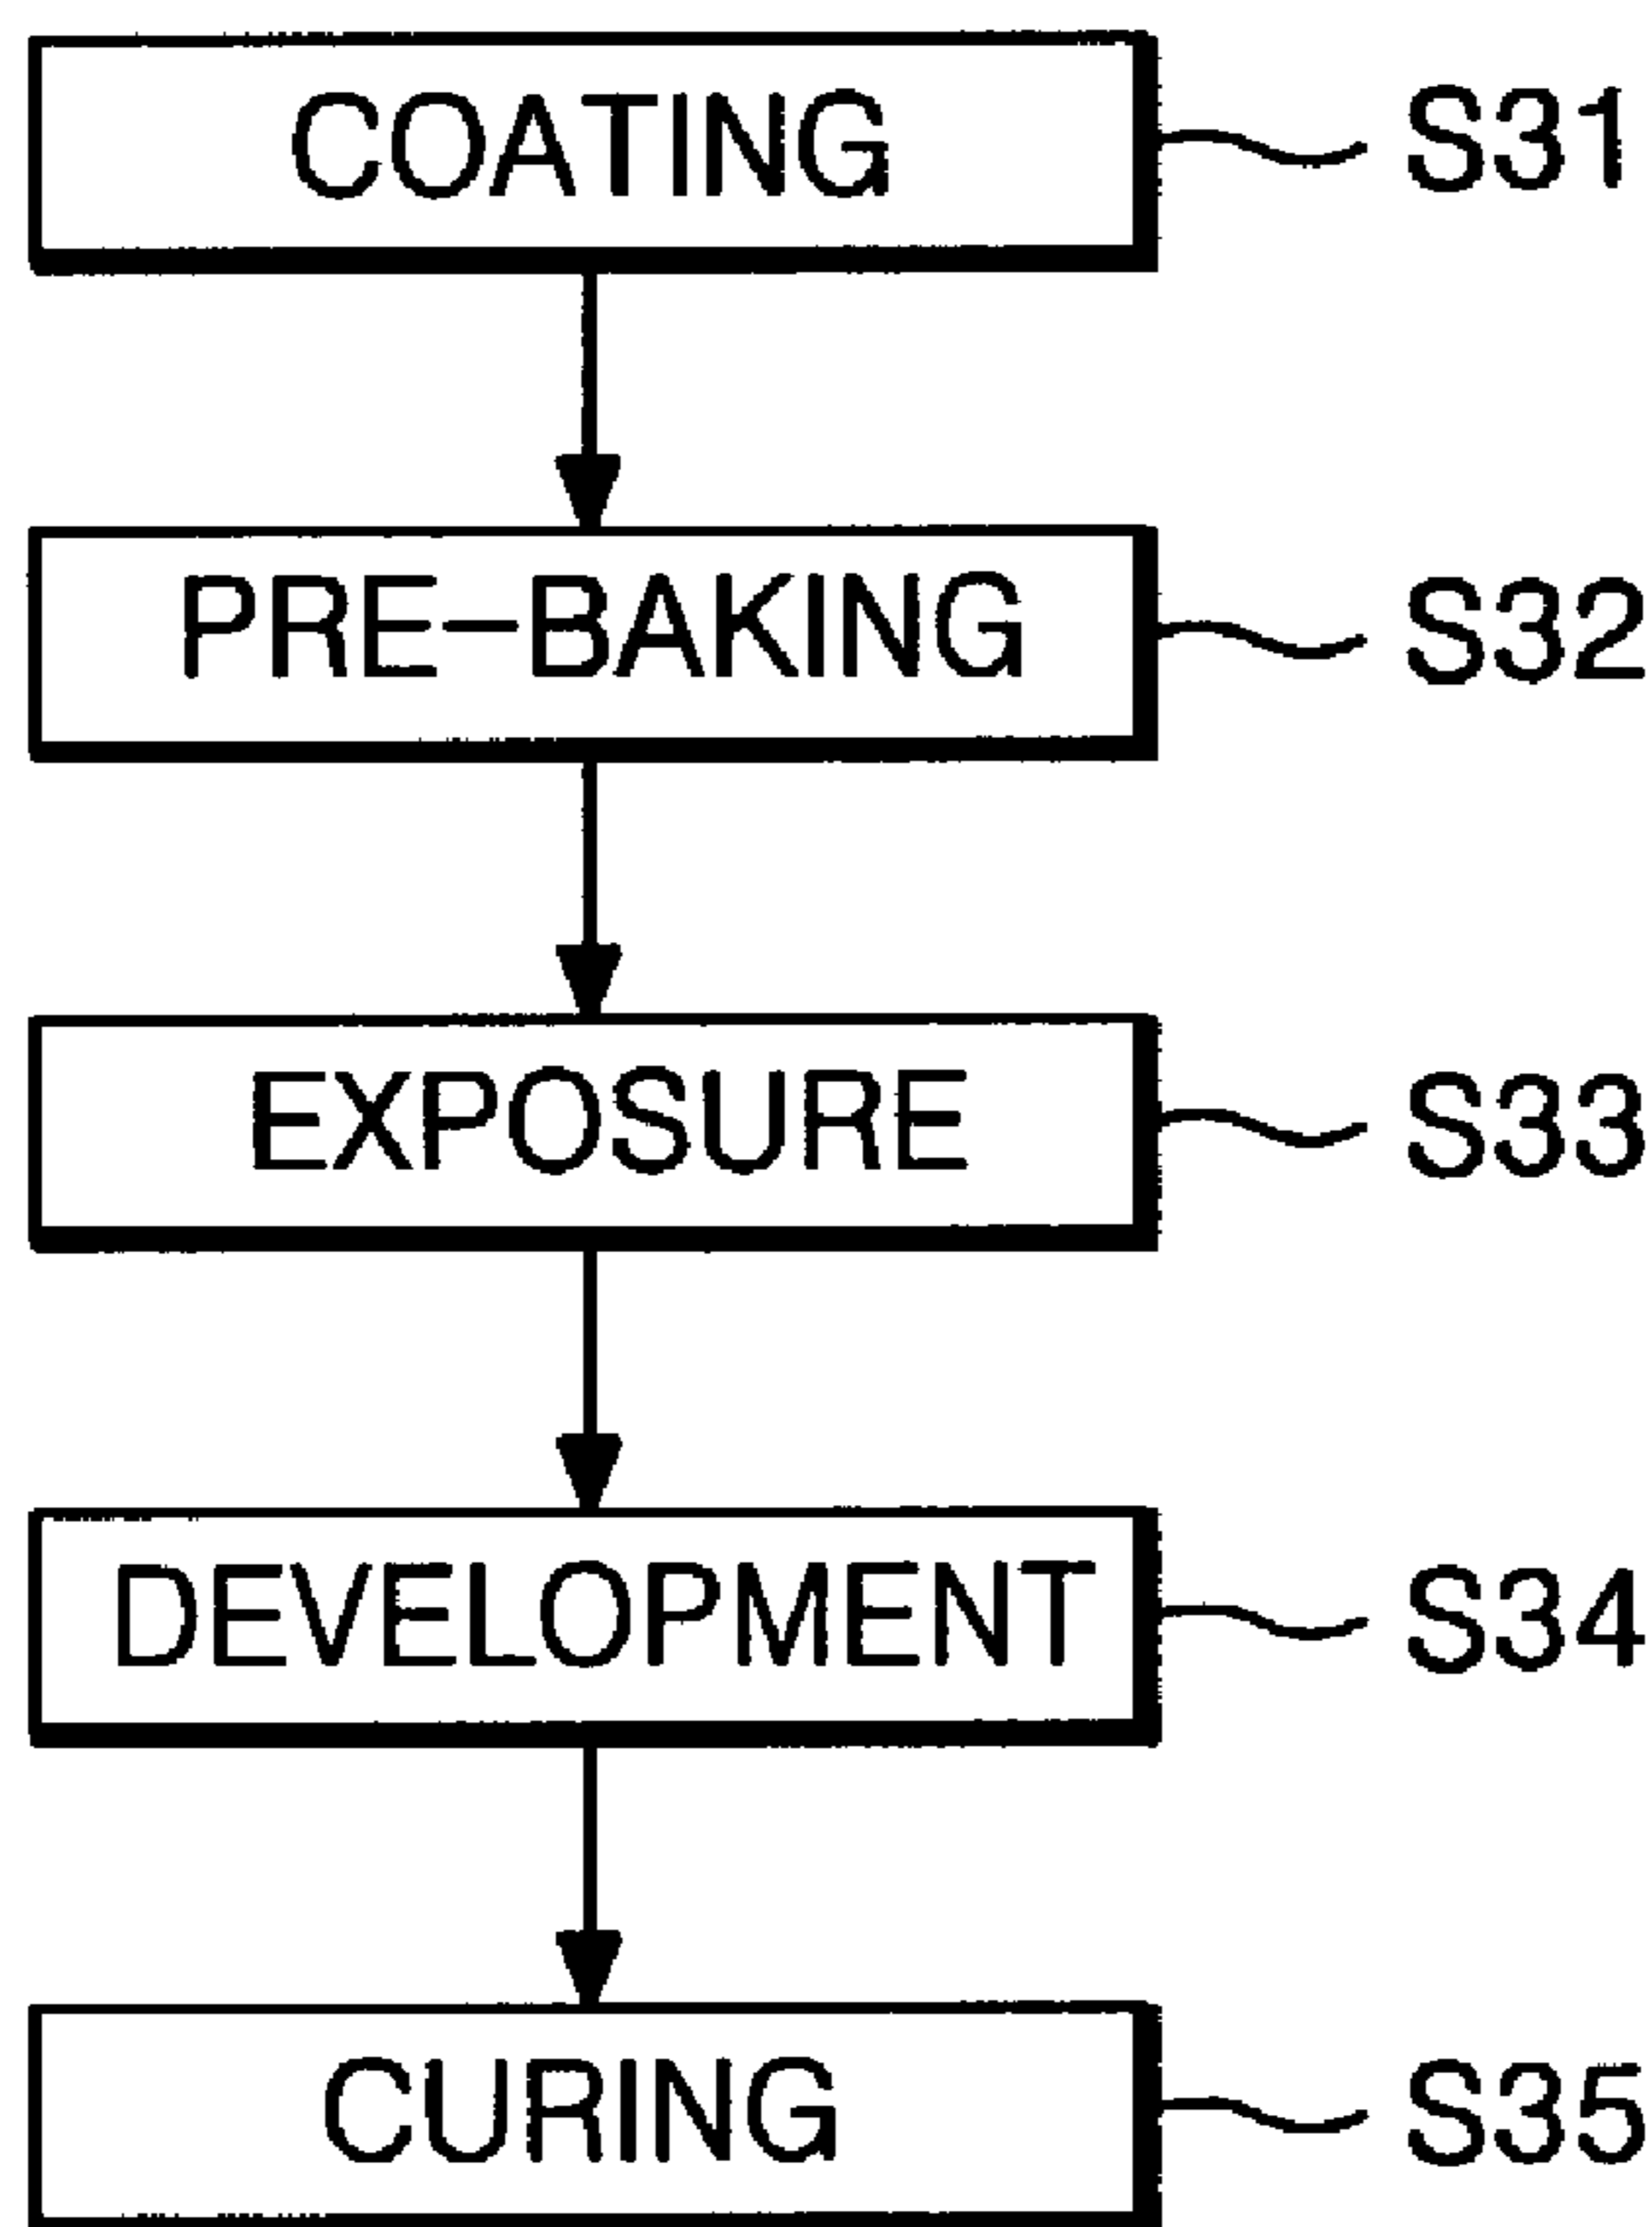 COATING S31
PRE-BAKING S32
EXPOSURE S33
DEVELOPMENT S34
CURING S35